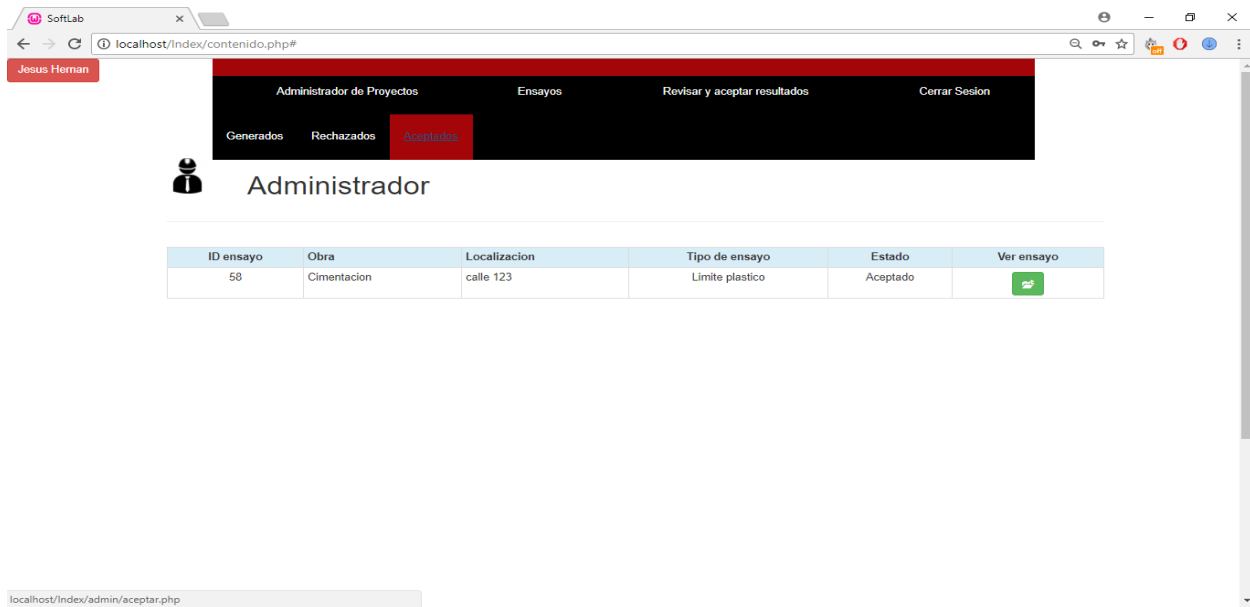 SoftLab
localhost/Index/contenido.php#
off
Jesus Hernan
Administrador de Proyectos Ensayos Revisar y aceptar resultados Cerrar Sesion
Generados Rechazados Aceptados
Administrador
ID ensayo Obra Localizacion Tipo de ensayo Estado Ver ensayo
58 Cimentacion calle 123 Limite plastico Aceptado
localhost/Index/admin/aceptar.php